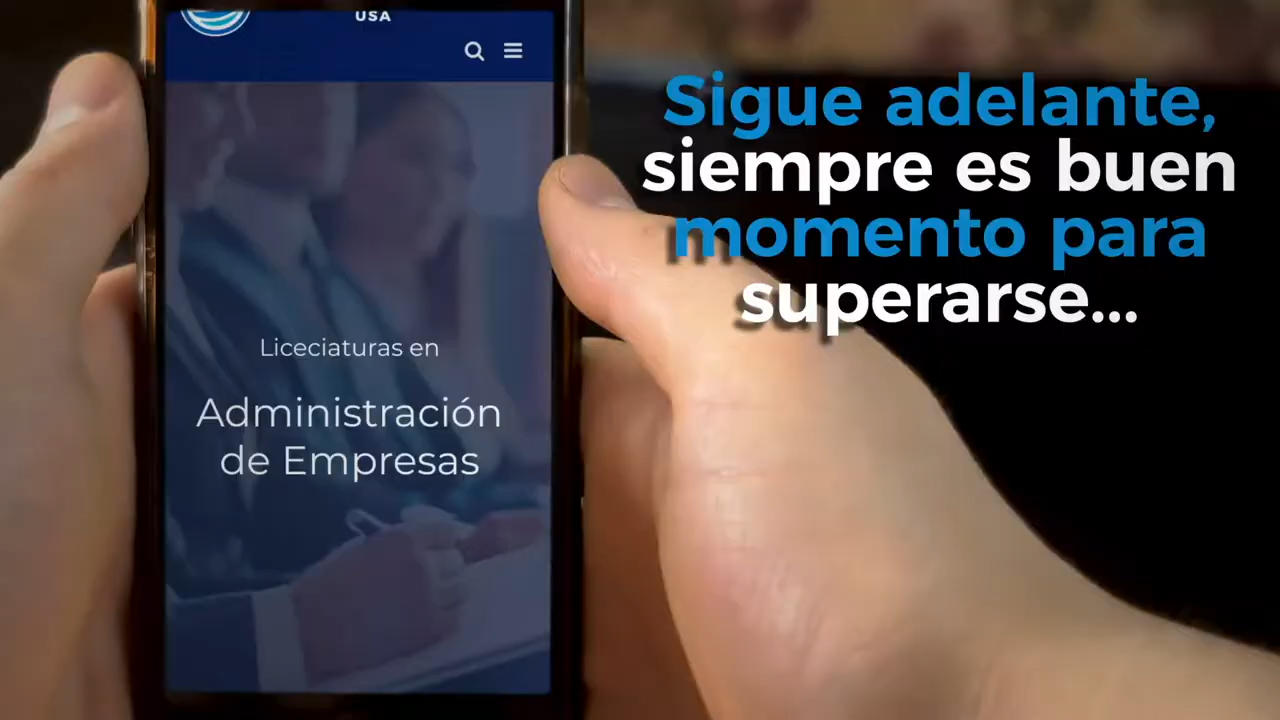 USA
Liceciaturas en
Administración
de Empresas
Sigue adelante,
siempre es buen
momento para
superarse...